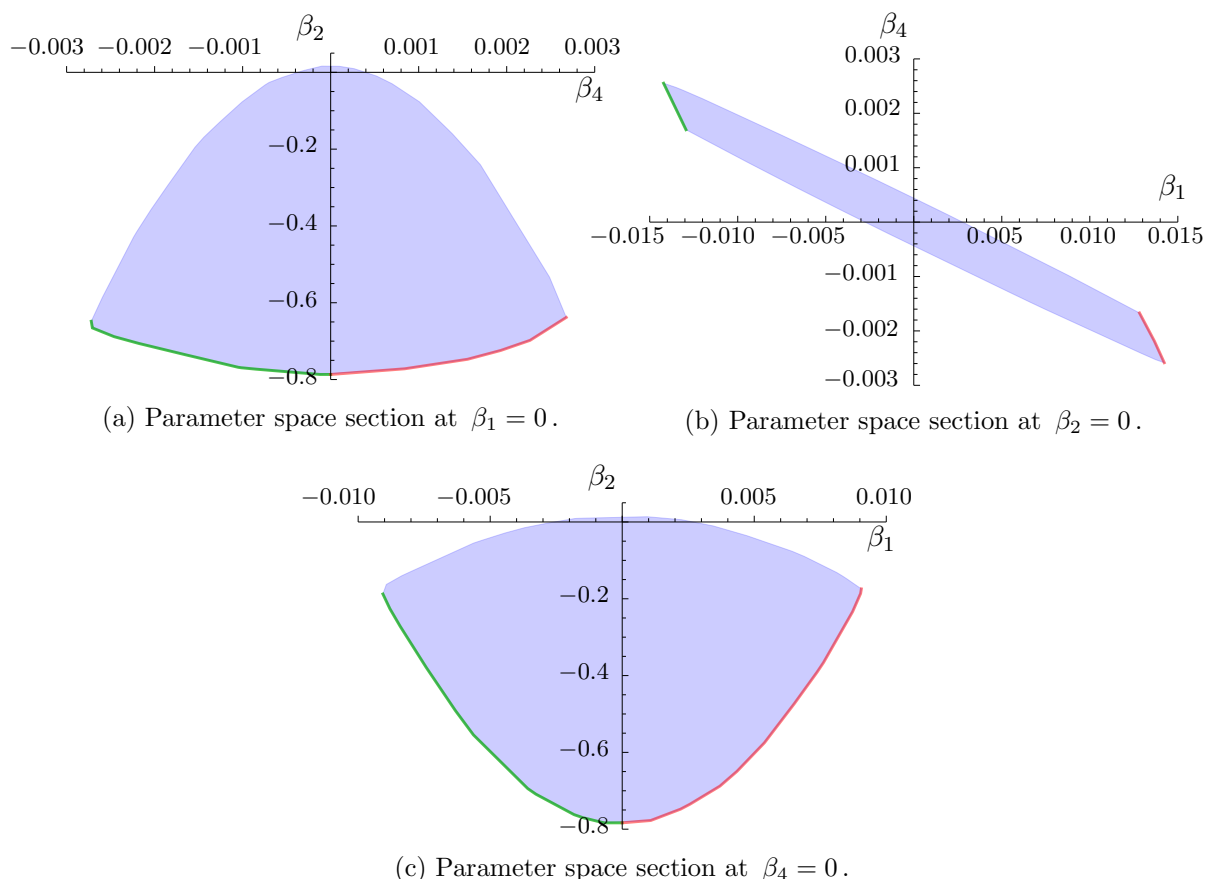 β2
−0.003 −0.002 −0.001 0.001 0.002 0.003
β4
−0.2
−0.4
−0.6
−0.8
(a) Parameter space section at β1 = 0 .
β4
0.003
0.002
0.001
β1
−0.015 −0.010 −0.005 0.005 0.010 0.015
−0.001
−0.002
−0.003
(b) Parameter space section at β2 = 0 .
β2
−0.010 −0.005 0.005 0.010
β1
−0.2
−0.4
−0.6
−0.8
(c) Parameter space section at β4 = 0 .